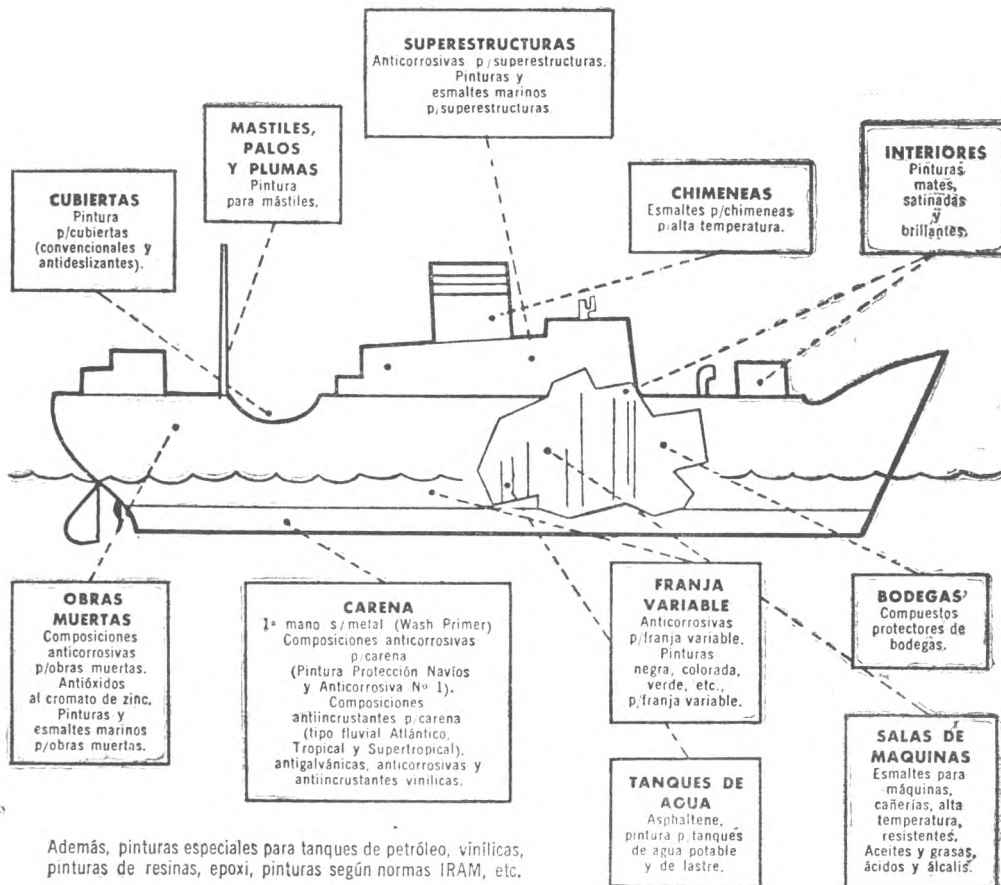 SUPERESTRUCTURAS
Anticorrosivas p/superestructuras.
Pinturas y
esmaltes marinos
p/superestructuras.
MASTILES,
PALOS
Y PLUMAS
Pintura
para mástiles.
INTERIORES
Pinturas
mates,
satinadas
y
brillantes,
CUBIERTAS
Pintura
p/cubiertas
(convencionales y
antideslizantes).
CHIMENEAS
Esmaltes p/chimeneas
p/alta temperatura.
OBRAS
MUERTAS
Composiciones
anticorrosivas
p/obras muertas.
Antióxidos
al cromato de zinc.
Pinturas y
esmaltes marinos
p/obras muertas.
CARENA
1ª mano s/metal (Wash Primer)
Composiciones anticorrosivas
p/carena
(Pintura Protección Navíos
y Anticorrosiva Nº 1).
Composiciones
antiincrustantes p/carena
(tipo fluvial Atlántico,
Tropical y Supertropical),
antigalvánicas, anticorrosivas y
antiincrustantes vinílicas.
FRANJA
VARIABLE
Anticorrosivas
p/franja variable.
Pinturas
negra, colorada,
verde, etc.,
p/franja variable.
BODEGAS
Compuestos
protectores de
bodegas.
TANQUES DE
AGUA
Asphaltene,
pintura p/tanques
de agua potable
y de lastre.
SALAS DE
MAQUINAS
Esmaltes para
máquinas,
cañerías, alta
temperatura,
resistentes.
Aceites y grasas,
ácidos y álcalis.
Además, pinturas especiales para tanques de petróleo, vinílicas,
pinturas de resinas, epoxi, pinturas según normas IRAM, etc.